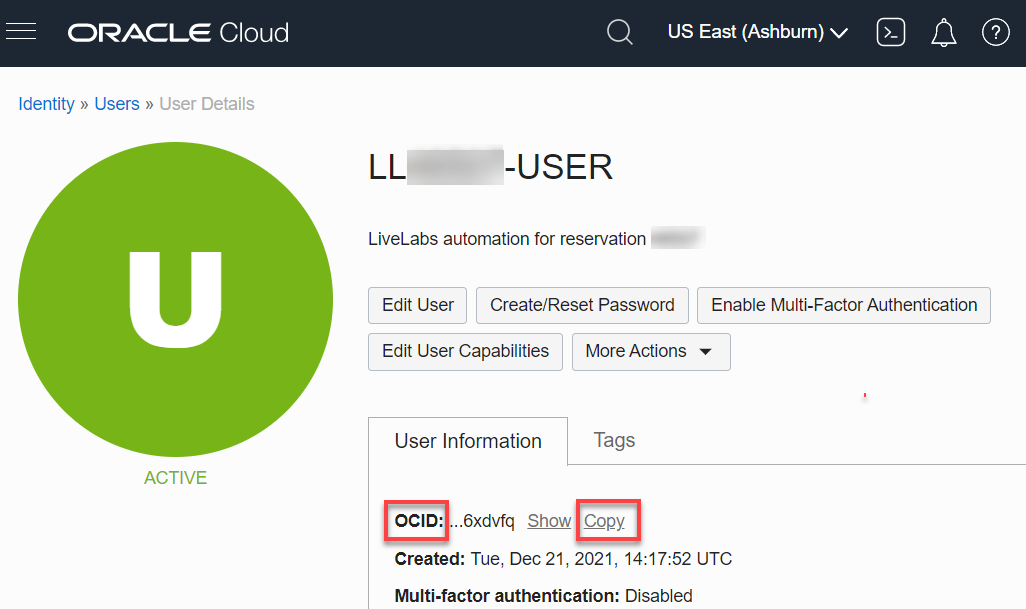 ORACLE Cloud
US East (Ashburn)
Identity » Users » User Details
U
ACTIVE
LL -USER
LiveLabs automation for reservation
Edit User
Create/Reset Password
Enable Multi-Factor Authentication
Edit User Capabilities
More Actions
User Information
Tags
OCID: ...6xdvfq Show Copy
Created: Tue, Dec 21, 2021, 14:17:52 UTC
Multi-factor authentication: Disabled